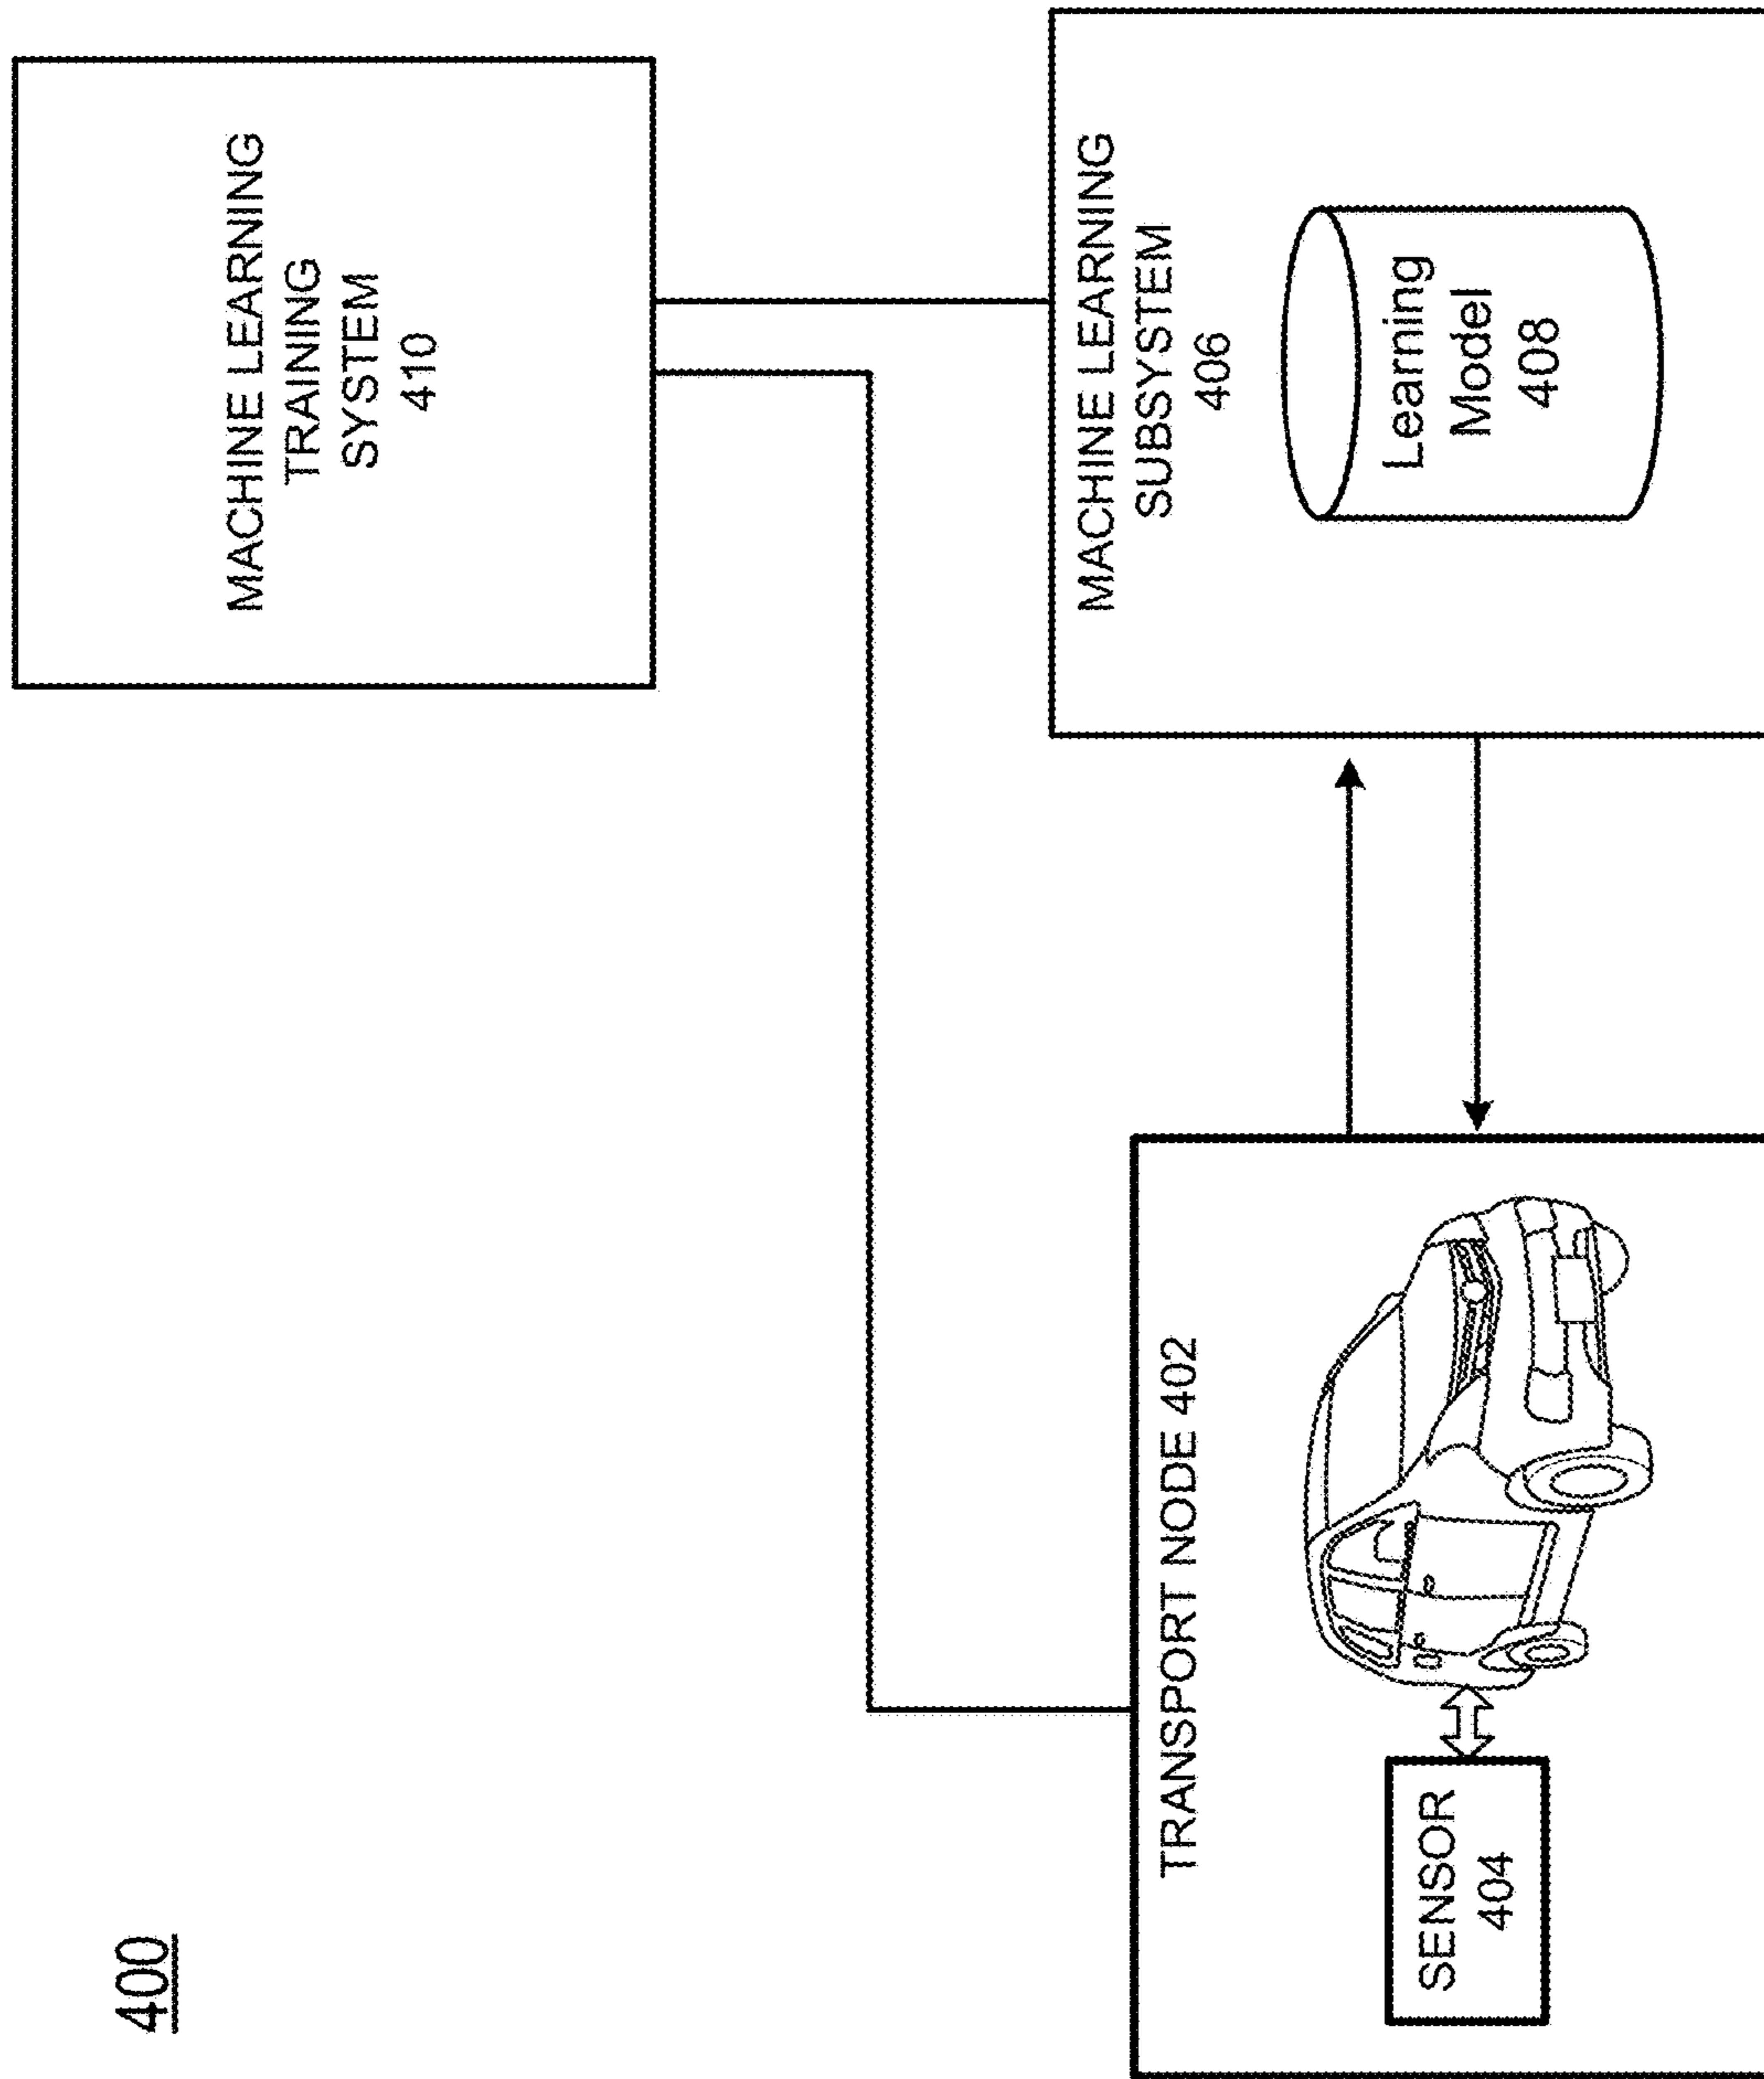 400
MACHINE LEARNING
TRAINING
SYSTEM
410
TRANSPORT NODE 402
SENSOR
404
MACHINE LEARNING
SUBSYSTEM
406
Learning
Model
408